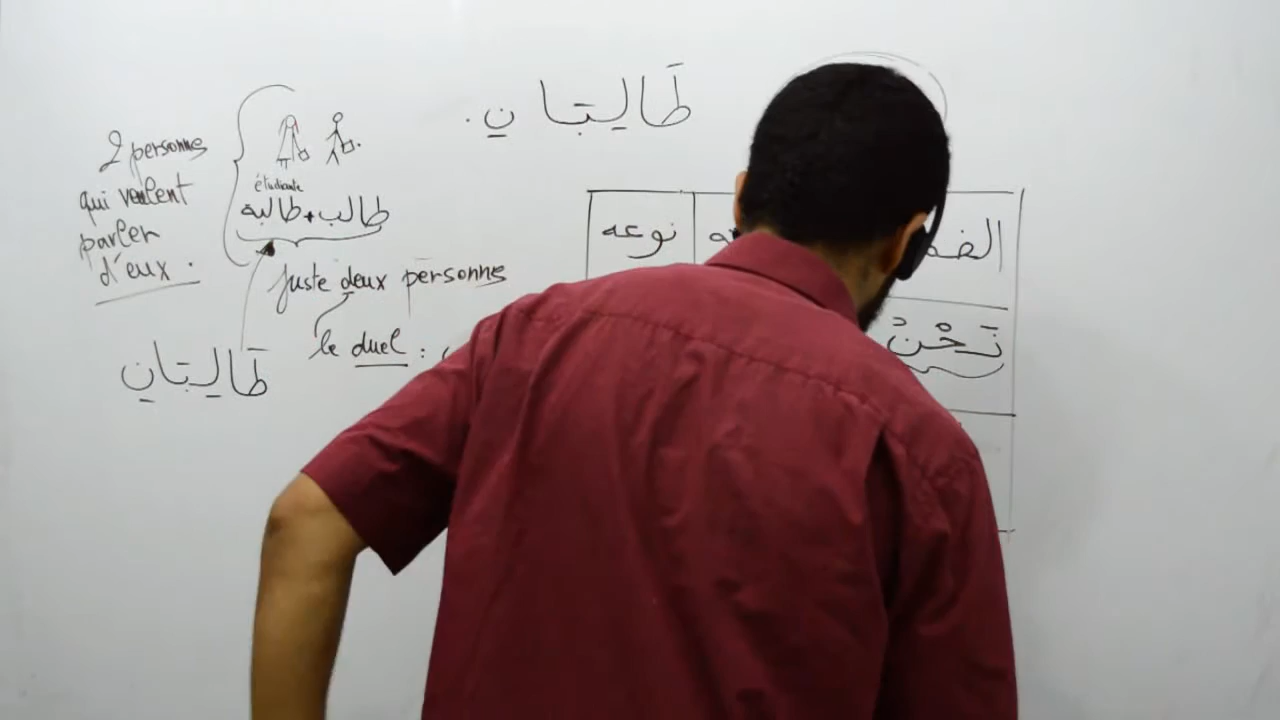 طَالِبَانِ
2 personnes
qui veulent
parler
d'eux.
étudiante
طالب + طالبة
juste deux personnes
le duel :
طَالِبَانِ
نوعه
نَحْنُ